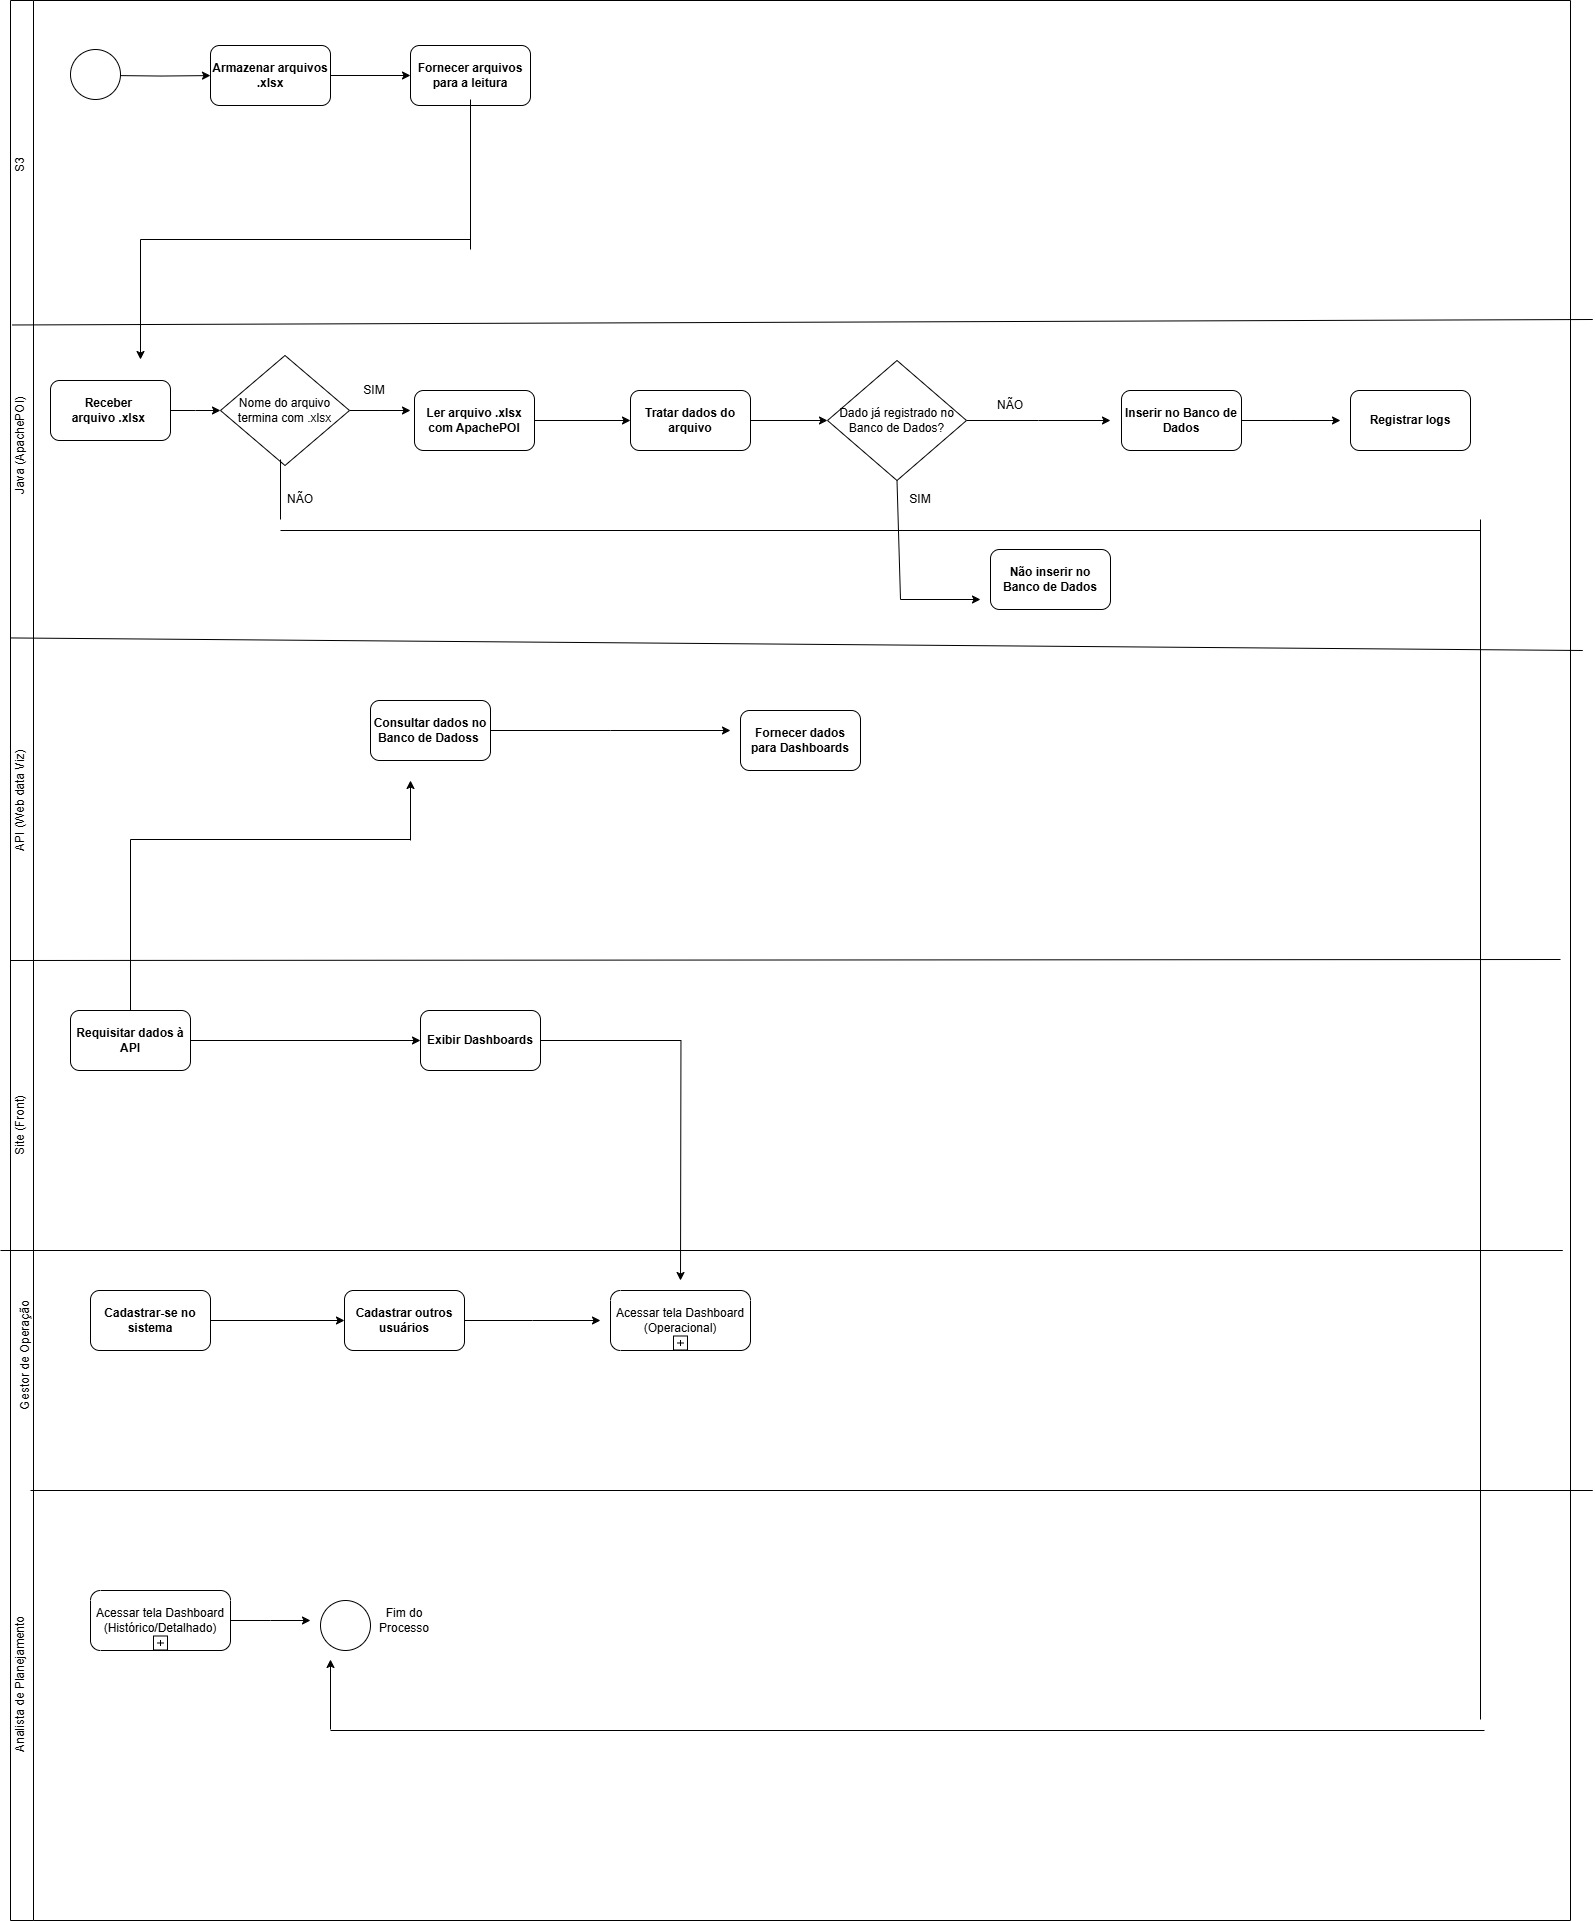 S3
Armazenar arquivos
.xlsx
Fornecer arquivos
para a leitura
Java (ApachePOI)
Receber
arquivo .xlsx
Nome do arquivo
termina com .xlsx
SIM
NÃO
Ler arquivo .xlsx
com ApachePOI
Tratar dados do
arquivo
Dado já registrado no
Banco de Dados?
NÃO
SIM
Inserir no Banco de
Dados
Registrar logs
Não inserir no
Banco de Dados
API (Web data Viz)
Consultar dados no
Banco de Dadoss
Fornecer dados
para Dashboards
Site (Front)
Requisitar dados à
API
Exibir Dashboards
Gestor de Operação
Cadastrar-se no
sistema
Cadastrar outros
usuários
Acessar tela Dashboard
(Operacional)
Analista de Planejamento
Acessar tela Dashboard
(Histórico/Detalhado)
Fim do
Processo